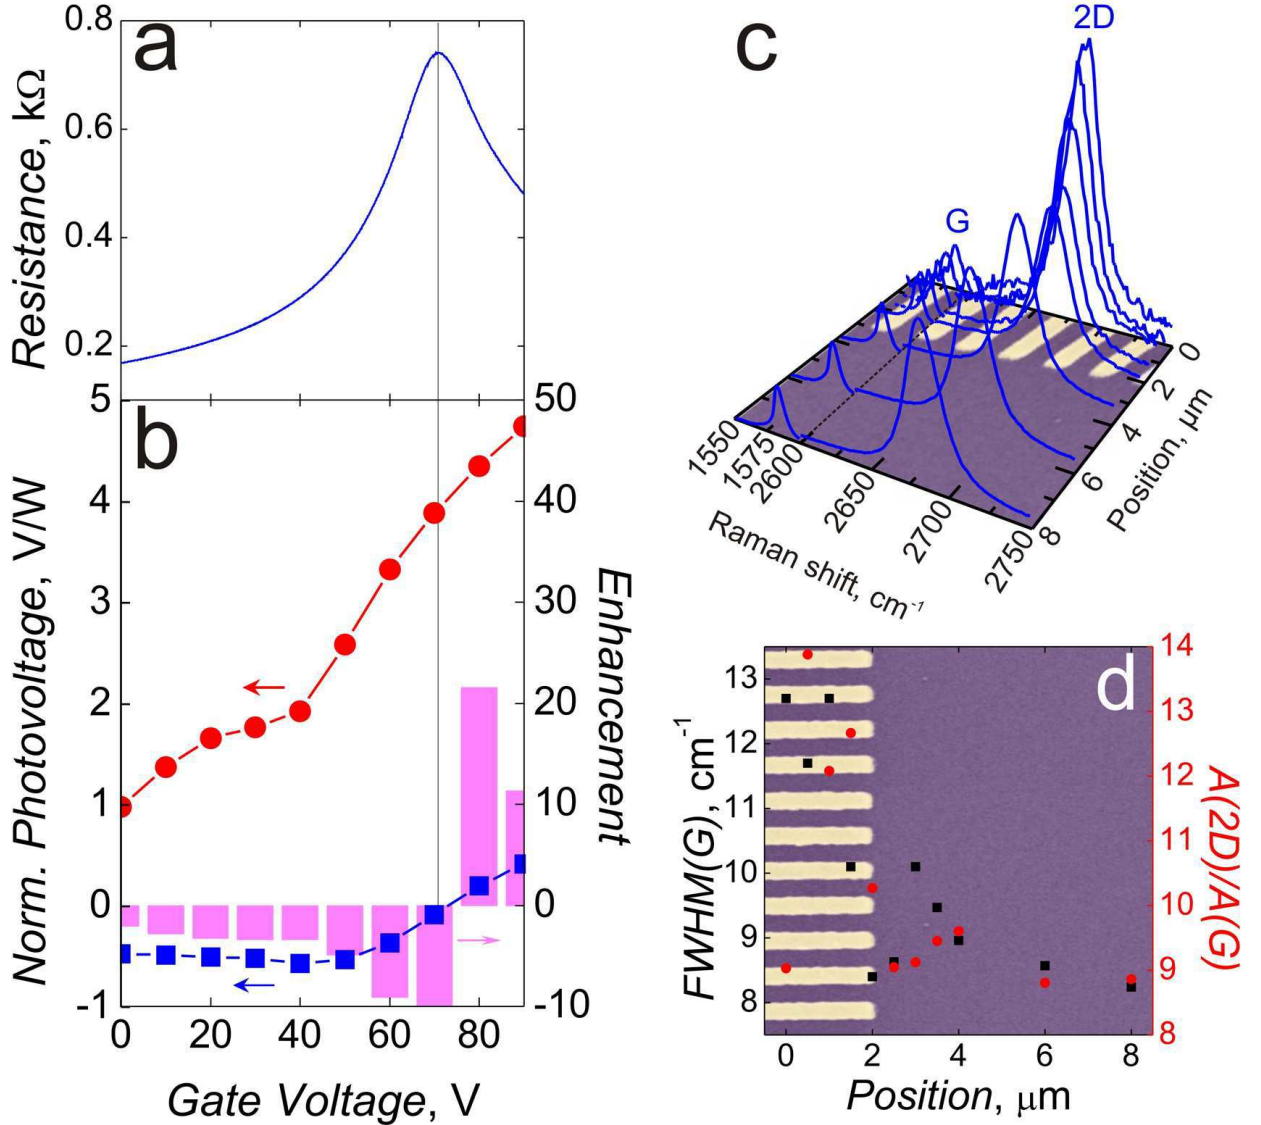 a
0.8
0.6
0.4
0.2
Resistance, kΩ
b
5
4
3
2
1
0
-1
Norm. Photovoltage, V/W
50
40
30
20
10
0
-10
Enhancement
0 20 40 60 80
Gate Voltage, V
c
2D
G
1550
1575
2600
2650
2700
2750
Raman shift, cm⁻¹
0
2
4
6
8
Position, μm
d
13
12
11
10
9
8
FWHM(G), cm⁻¹
14
13
12
11
10
9
8
A(2D)/A(G)
0 2 4 6 8
Position, μm